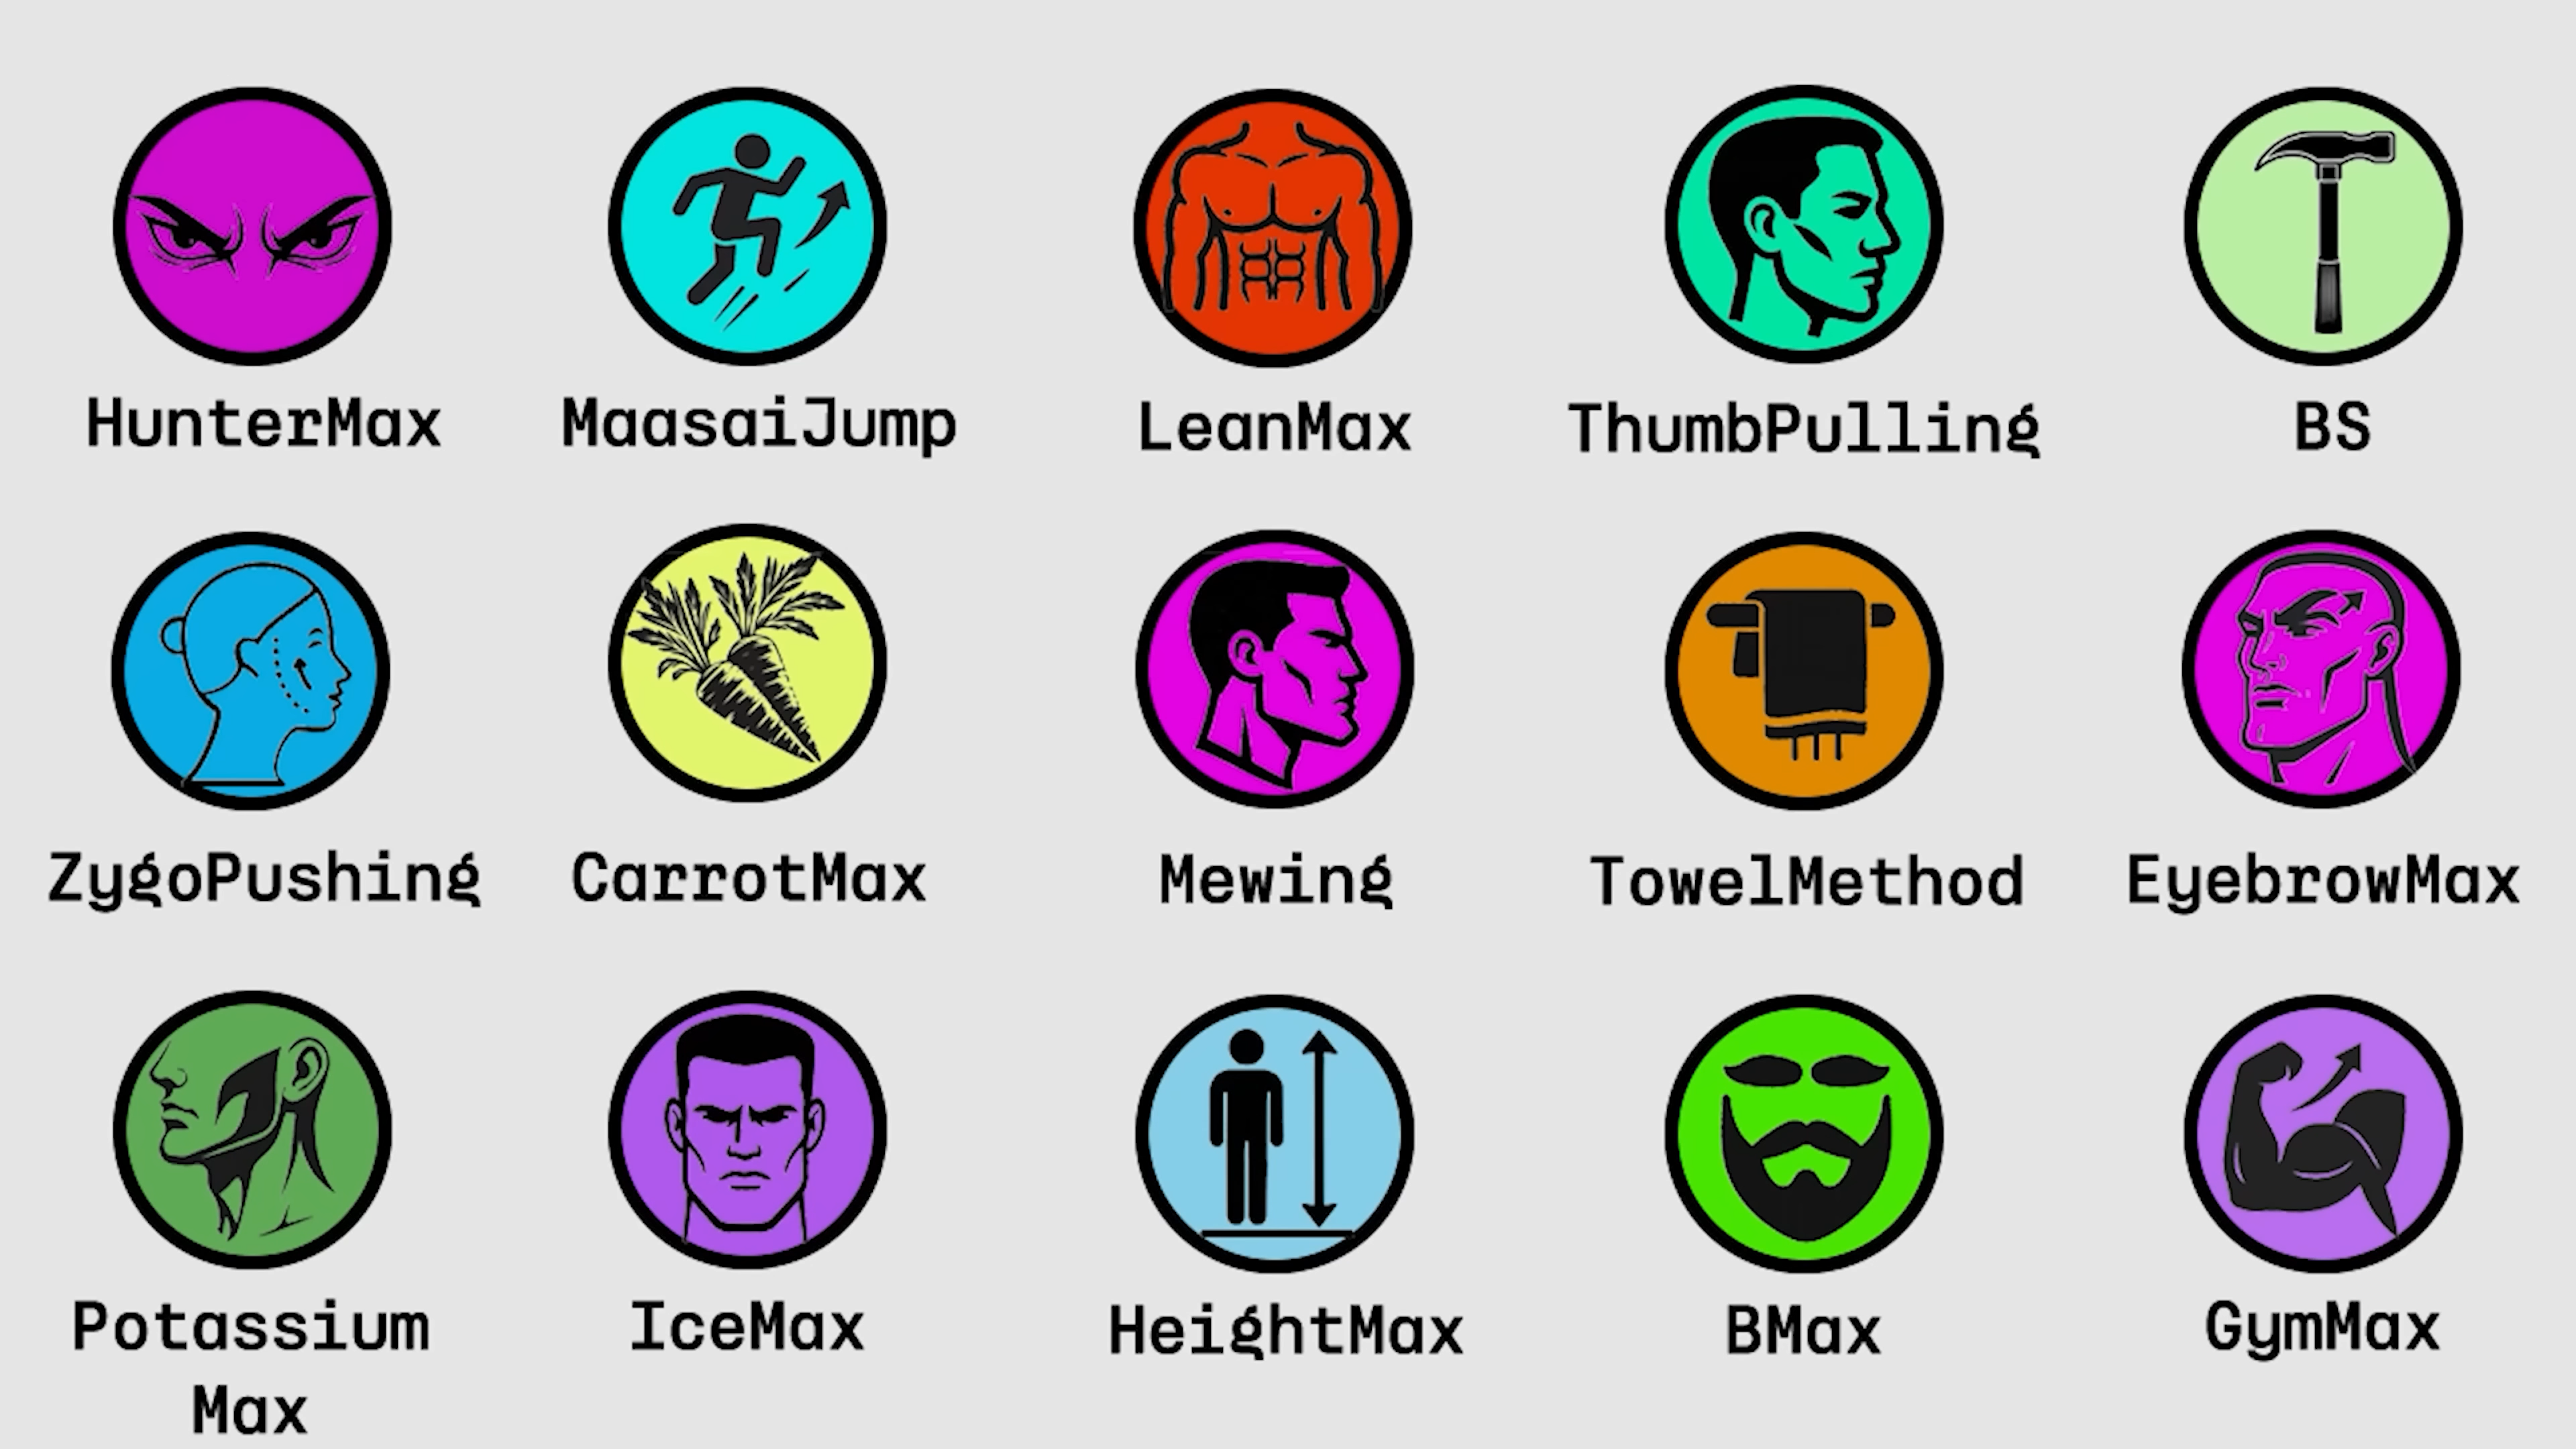 HunterMax
MaasaiJump
LeanMax
ThumbPulling
BS
ZygoPushing
CarrotMax
Mewing
TowelMethod
EyebrowMax
Potassium
Max
IceMax
HeightMax
BMax
GymMax